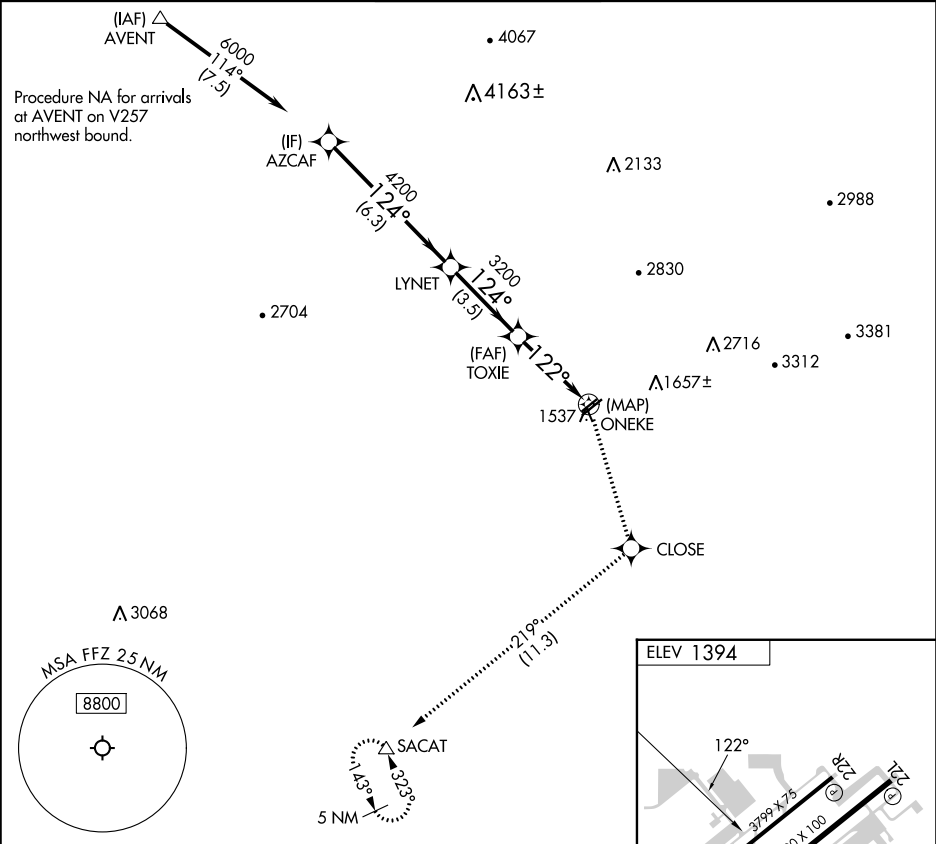 (IAF)
AVENT
6000
114°
(7.5)
4067
4163±
Procedure NA for arrivals
at AVENT on V257
northwest bound.
(IF)
AZCAF
2133
4200
124°
(6.3)
2988
LYNET
3200
124°
(3.5)
2830
2704
(FAF)
TOXIE
122°
2716
3381
3312
1657±
1537
(MAP)
ONEKE
CLOSE
219°
(11.3)
3068
MSA FFZ 25 NM
8800
SACAT
143°
323°
5 NM
ELEV 1394
122°
22R
22L
P
P
3799 X 75
0 X 100